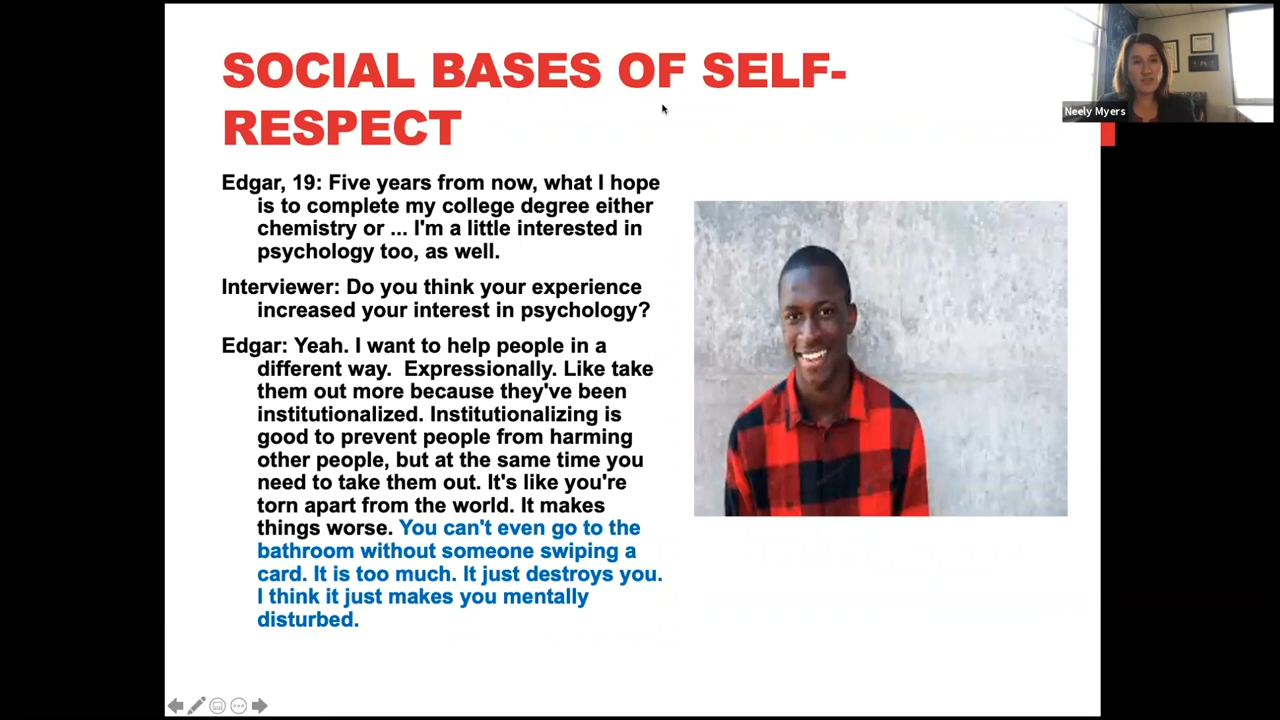 SOCIAL BASES OF SELF-
RESPECT
Neely Myers
Edgar, 19: Five years from now, what I hope
is to complete my college degree either
chemistry or ... I'm a little interested in
psychology too, as well.
Interviewer: Do you think your experience
increased your interest in psychology?
Edgar: Yeah. I want to help people in a
different way.  Expressionally. Like take
them out more because they've been
institutionalized. Institutionalizing is
good to prevent people from harming
other people, but at the same time you
need to take them out. It's like you're
torn apart from the world. It makes
things worse. You can't even go to the
bathroom without someone swiping a
card. It is too much. It just destroys you.
I think it just makes you mentally
disturbed.